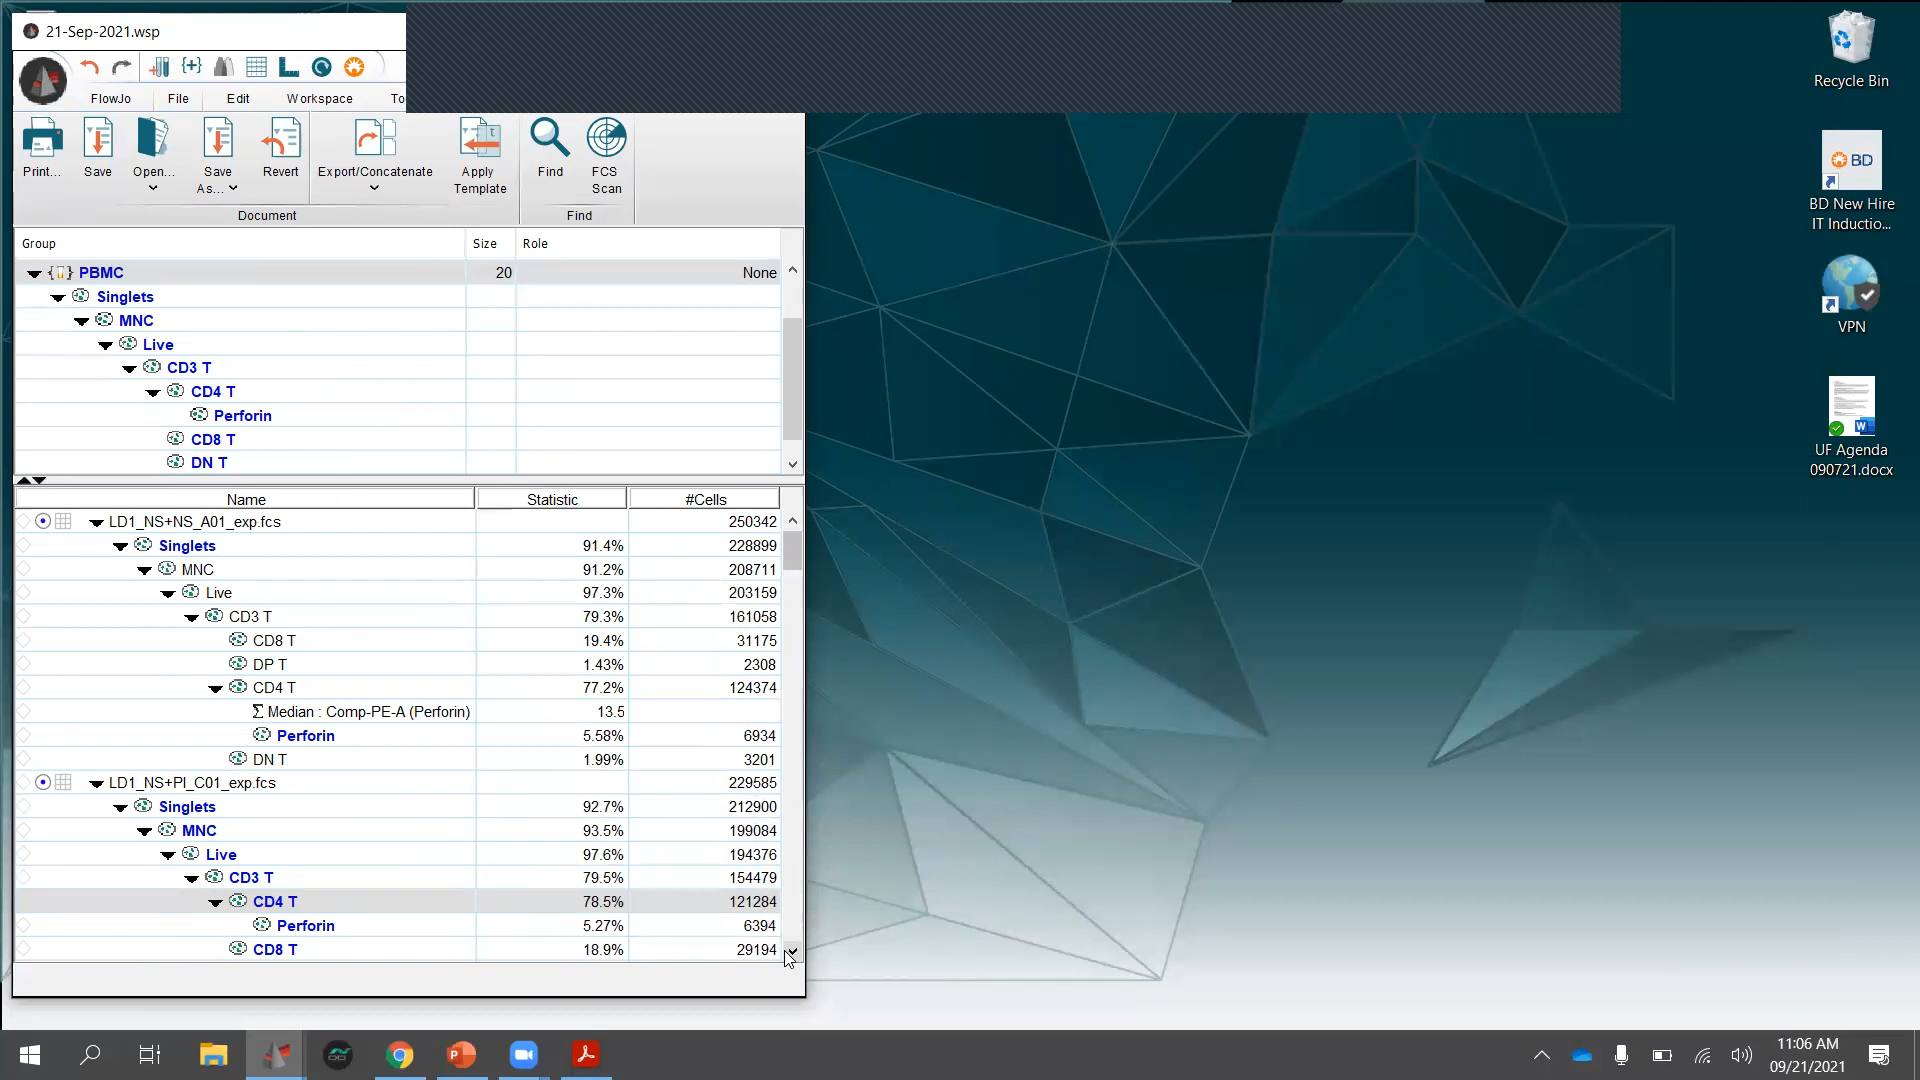 21-Sep-2021.wsp
FlowJo File Edit Workspace To
Print... Save Open... Save As... Revert Export/Concatenate Apply Template Find FCS Scan
Document Find
Group Size Role
PBMC 20 None
Singlets
MNC
Live
CD3 T
CD4 T
Perforin
CD8 T
DN T
Name Statistic #Cells
LD1_NS+NS_A01_exp.fcs 250342
Singlets 91.4% 228899
MNC 91.2% 208711
Live 97.3% 203159
CD3 T 79.3% 161058
CD8 T 19.4% 31175
DP T 1.43% 2308
CD4 T 77.2% 124374
Σ Median : Comp-PE-A (Perforin) 13.5
Perforin 5.58% 6934
DN T 1.99% 3201
LD1_NS+PI_C01_exp.fcs 229585
Singlets 92.7% 212900
MNC 93.5% 199084
Live 97.6% 194376
CD3 T 79.5% 154479
CD4 T 78.5% 121284
Perforin 5.27% 6394
CD8 T 18.9% 29194
Recycle Bin
BD
BD New Hire
IT Inductio...
VPN
UF Agenda
090721.docx
11:06 AM
09/21/2021